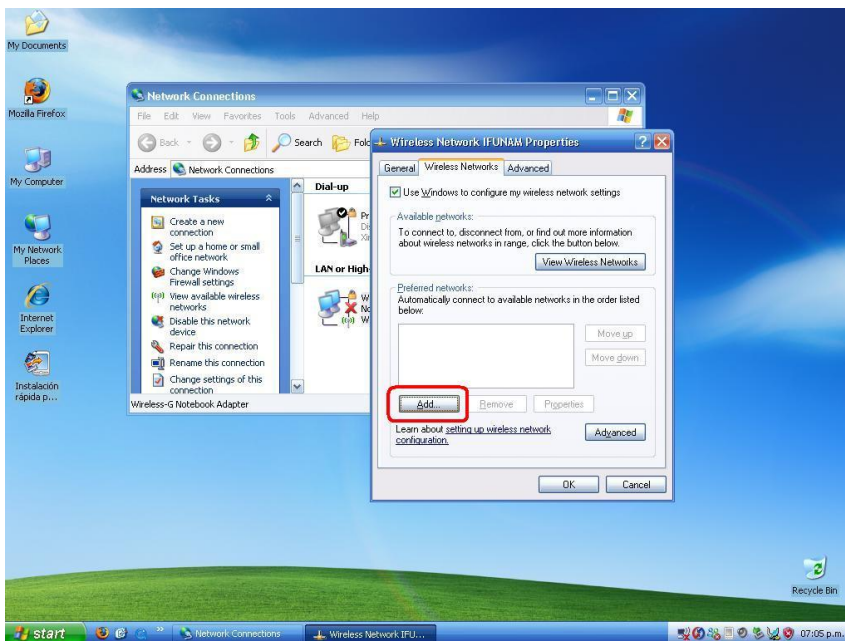 My Documents
Mozilla Firefox
My Computer
My Network
Places
Internet
Explorer
Instalación
rápida p...
Network Connections
File Edit View Favorites Tools Advanced Help
Back Search Fold
Address Network Connections
Network Tasks
Create a new
connection
Set up a home or small
office network
Change Windows
Firewall settings
View available wireless
networks
Disable this network
device
Repair this connection
Rename this connection
Change settings of this
connection
Dial-up
Pr
Di
LAN or High-
W
No
W
Wireless-G Notebook Adapter
Wireless Network IFUNAM Properties
General Wireless Networks Advanced
Use Windows to configure my wireless network settings
Available networks:
To connect to, disconnect from, or find out more information
about wireless networks in range, click the button below.
View Wireless Networks
Preferred networks:
Automatically connect to available networks in the order listed
below:
Move up
Move down
Add... Remove Properties
Learn about setting up wireless network
configuration.
Advanced
OK Cancel
Recycle Bin
start Network Connections Wireless Network IFU... 07:05 p.m.